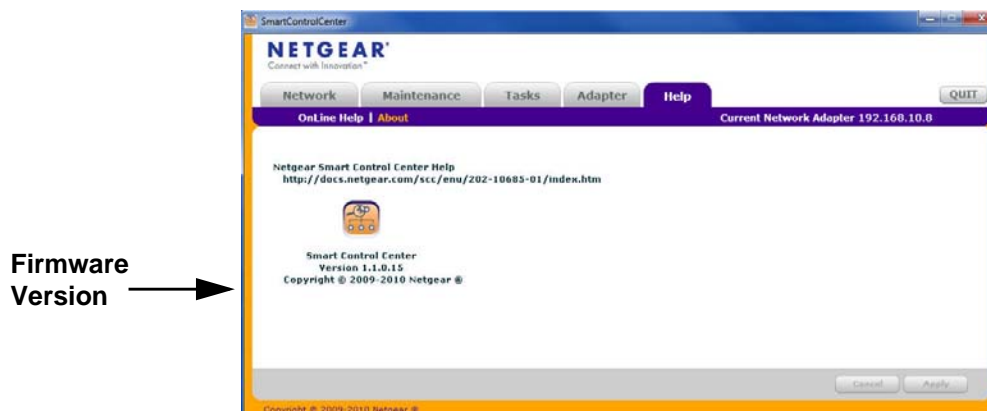 SmartControlCenter
NETGEAR®
Connect with Innovation™
Network Maintenance Tasks Adapter Help QUIT
OnLine Help | About Current Network Adapter 192.168.10.8
Netgear Smart Control Center Help
http://docs.netgear.com/scc/enu/202-10685-01/index.htm
Smart Control Center
Version 1.1.0.15
Copyright © 2009-2010 Netgear ®
Firmware
Version
Cancel Apply
Copyright © 2009-2010 Netgear ®